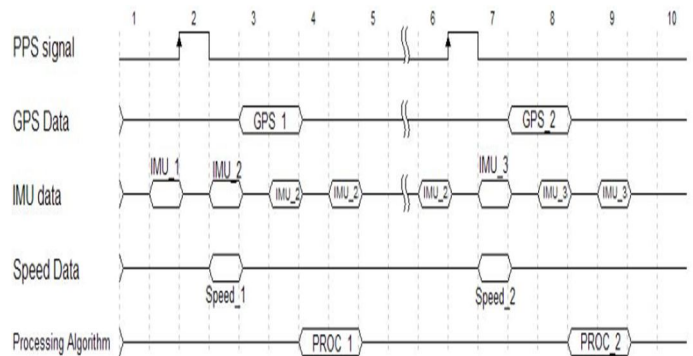 1 2 3 4 5 6 7 8 9 10
PPS signal
GPS Data GPS_1 GPS_2
IMU_1 IMU_2 IMU_3
IMU data IMU_2 IMU_2 IMU_2 IMU_3 IMU_3
Speed Data
Speed_1 Speed_2
Processing Algorithm PROC_1 PROC_2